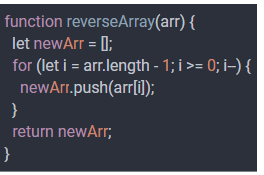 function reverseArray(arr) {
let newArr = [];
for (let i = arr.length - 1; i >= 0; i–) {
newArr.push(arr[i]);
}
return newArr;
}